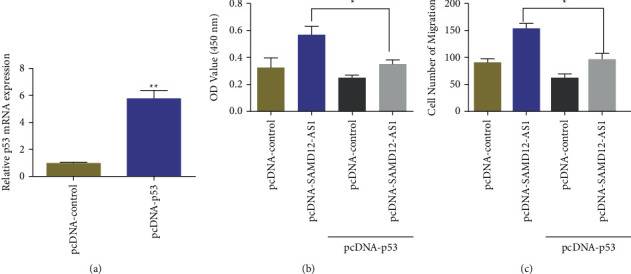 Relative p53 mRNA expression
8
6
4
2
0
**
pcDNA-control
pcDNA-p53
(a)
OD Value (450 nm)
0.8
0.6
0.4
0.2
0.0
*
pcDNA-control
pcDNA-SAMD12-AS1
pcDNA-control
pcDNA-SAMD12-AS1
pcDNA-p53
(b)
Cell Number of Migration
200
150
100
50
0
*
pcDNA-control
pcDNA-SAMD12-AS1
pcDNA-control
pcDNA-SAMD12-AS1
pcDNA-p53
(c)